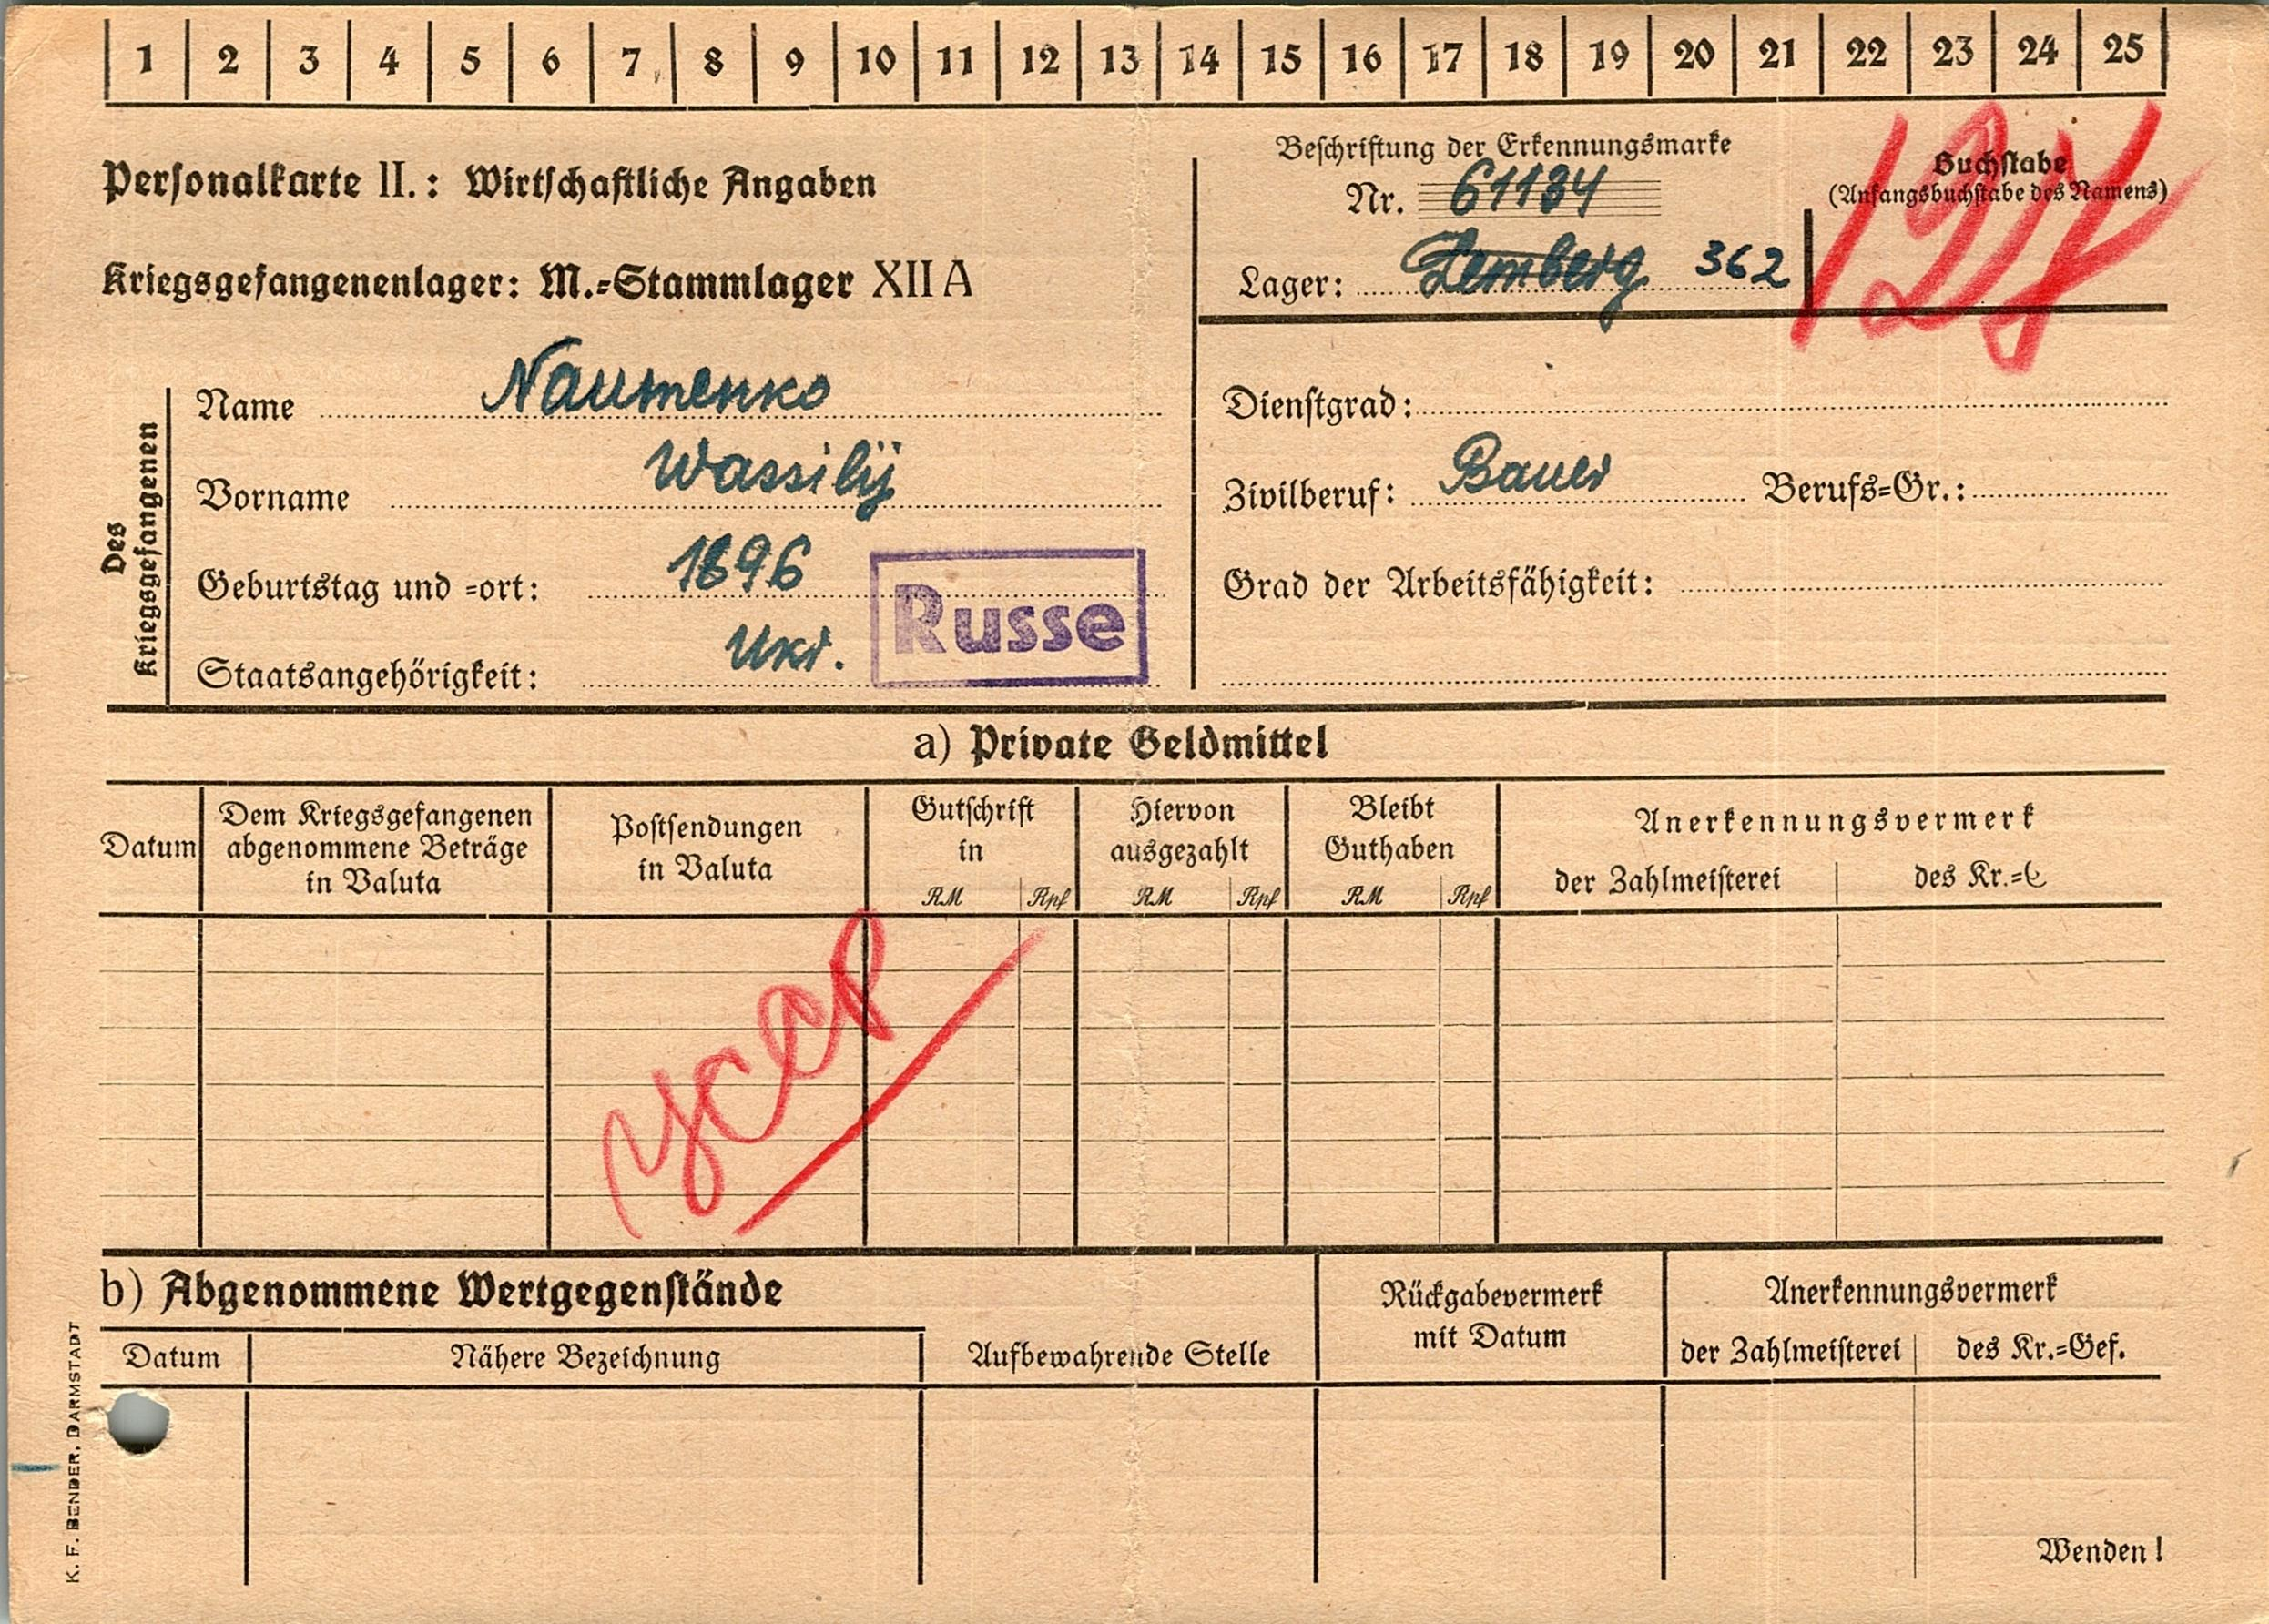 1 2 3 4 5 6 7 8 9 10 11 12 13 14 15 16 17 18 19 20 21 22 23 24 25
Personalkarte II.: Wirtschaftliche Angaben
Kriegsgefangenenlager: M.-Stammlager XII A
Beschriftung der Erkennungsmarke
Nr. 61134
Lager: Lemberg 362
Buchstabe
(Anfangsbuchstabe des Namens)
Des
Kriegsgefangenen
Name Naumenko
Vorname Wassilij
Geburtstag und =ort: 1896
Staatsangehörigkeit: Ukr.
Russe
Dienstgrad:
Zivilberuf: Bauer Berufs=Gr.:
Grad der Arbeitsfähigkeit:
a) Private Geldmittel
Datum
Dem Kriegsgefangenen
abgenommene Beträge
in Valuta
Postsendungen
in Valuta
Gutschrift
in
RM Rpf
Hiervon
ausgezahlt
RM Rpf
Bleibt
Guthaben
RM Rpf
Anerkennungsvermerk
der Zahlmeisterei des Kr.=G
УССР
b) Abgenommene Wertgegenstände
Datum Nähere Bezeichnung
Aufbewahrende Stelle
Rückgabevermerk
mit Datum
Anerkennungsvermerk
der Zahlmeisterei des Kr.=Gef.
Wenden!
K. F. BENDER, DARMSTADT